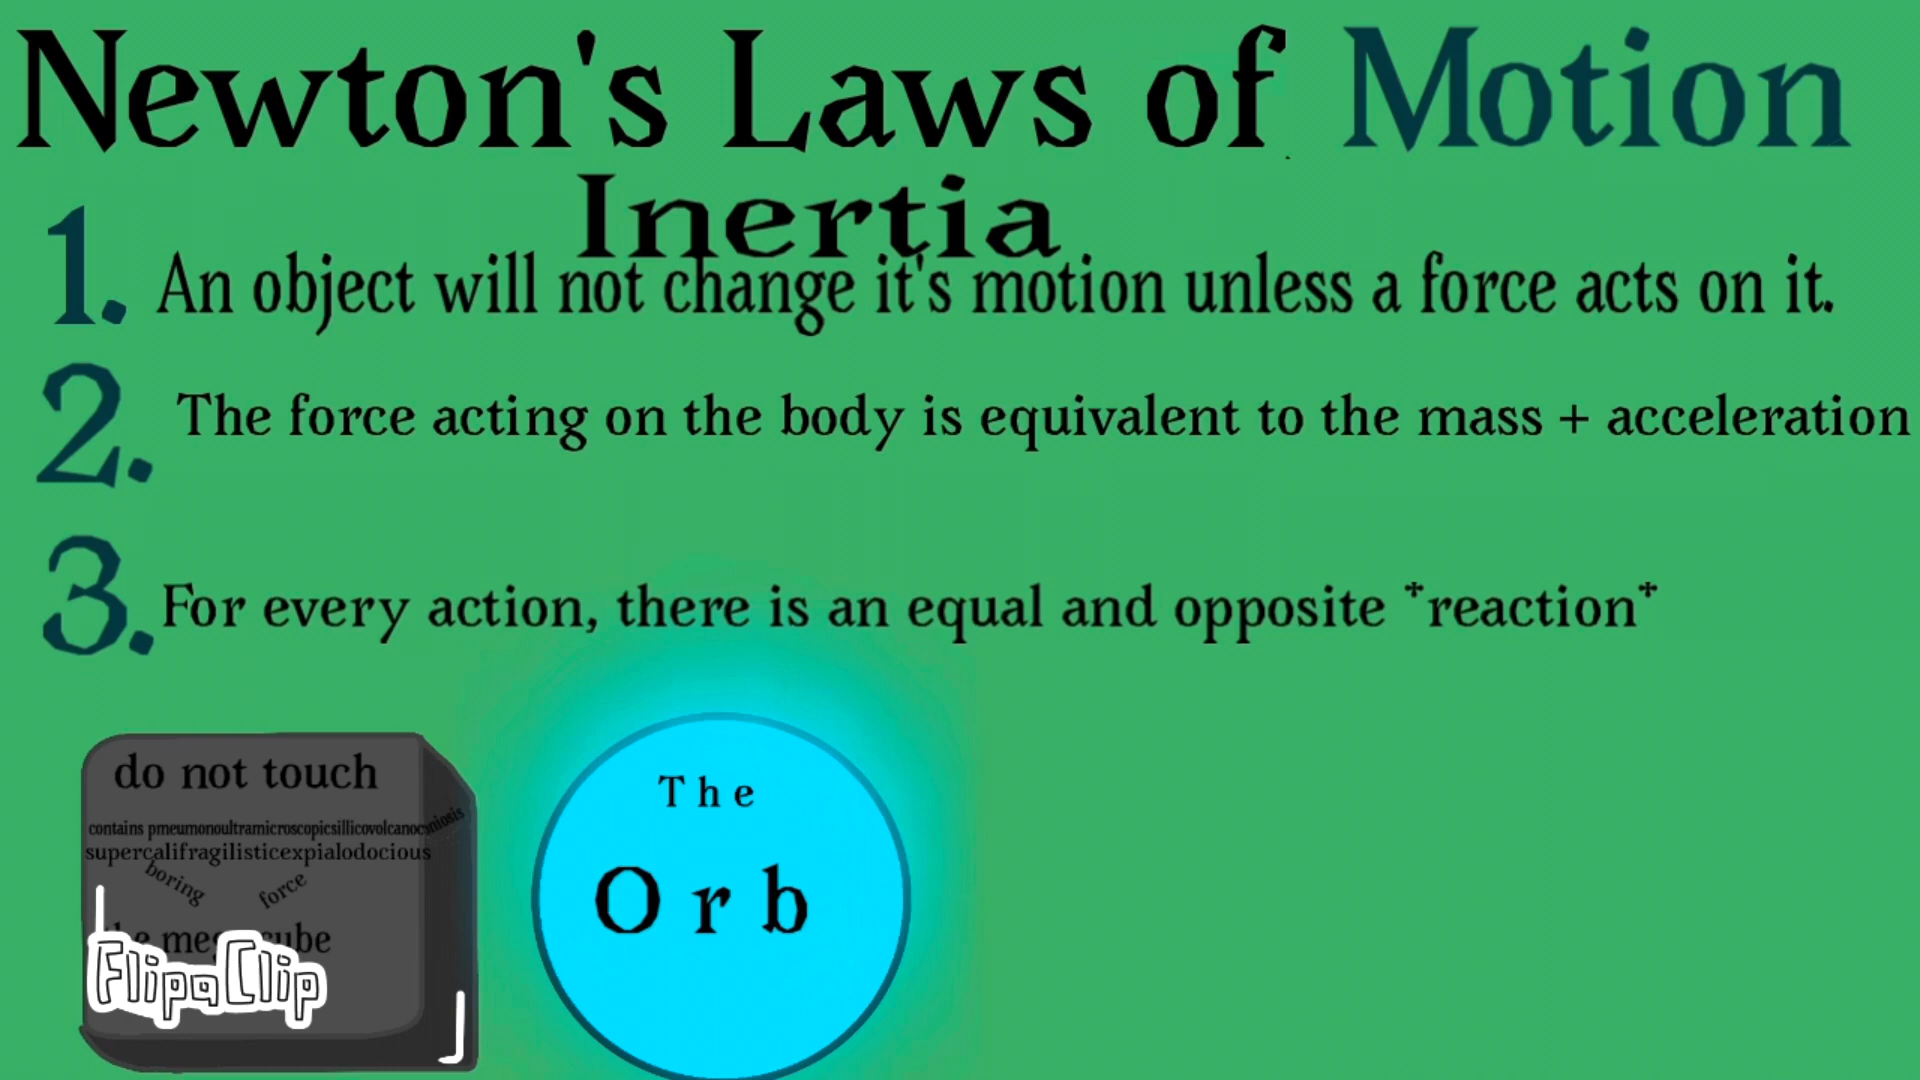 Newton's Laws of Motion
Inertia
1. An object will not change it's motion unless a force acts on it.
2. The force acting on the body is equivalent to the mass + acceleration
3. For every action, there is an equal and opposite *reaction*
do not touch
contains pmeumonoultramicroscopicsillicovolcanocyniosis
supercalifragilisticexpialodocious
boring force
cube
FlipaClip
The
Orb